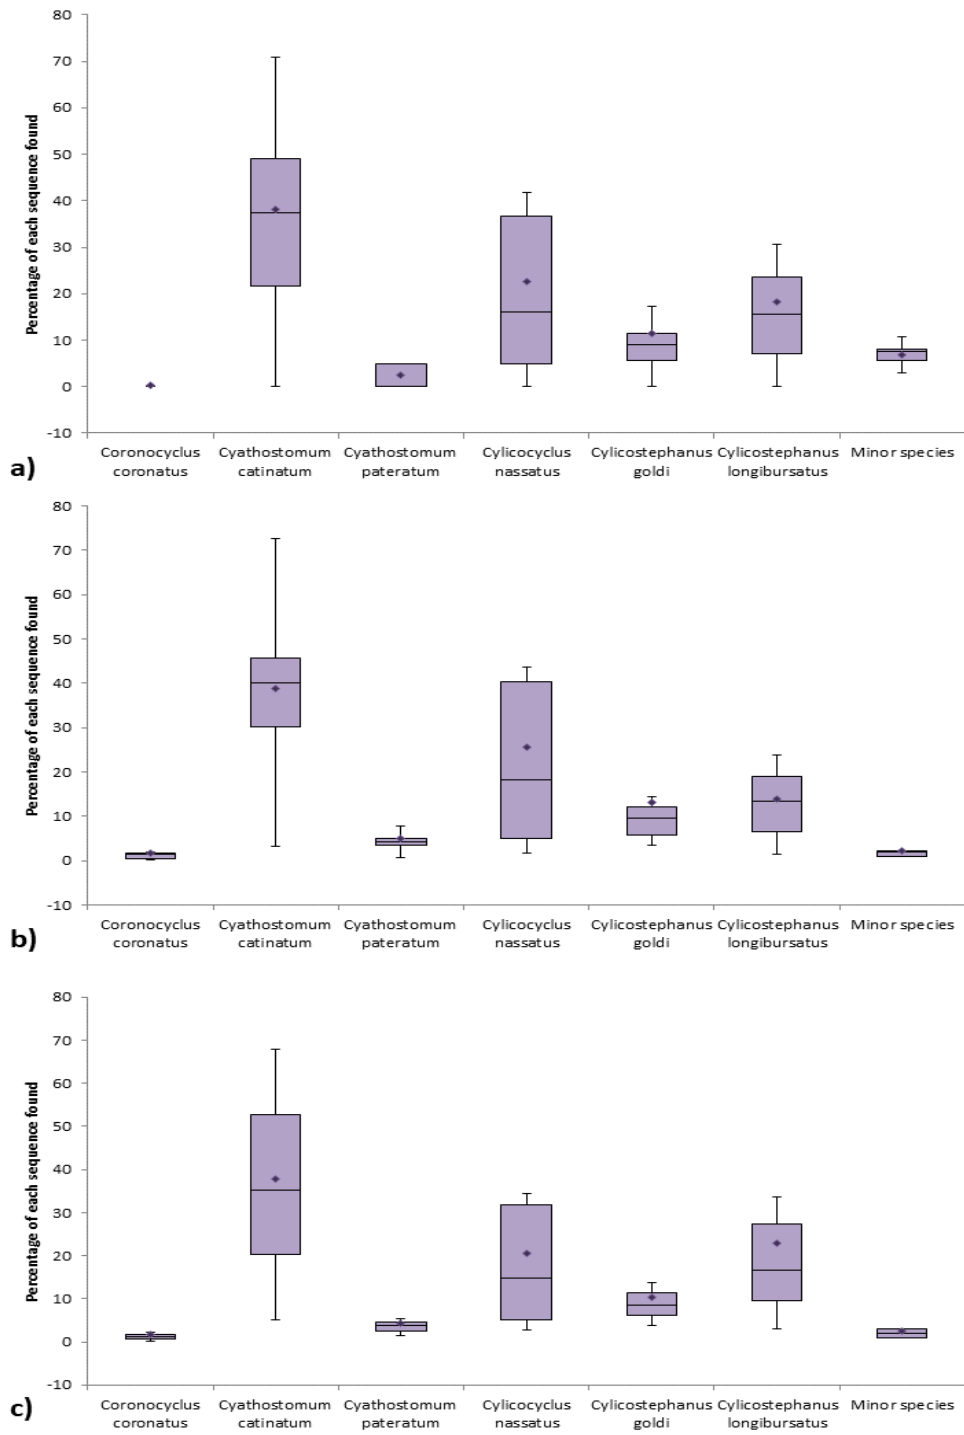 80
70
60
50
40
30
20
10
0
-10
Percentage of each sequence found
Coronocyclus coronatus
Cyathostomum catinatum
Cyathostomum pateratum
Cylicocyclus nassatus
Cylicostephanus goldi
Cylicostephanus longibursatus
Minor species
a)
80
70
60
50
40
30
20
10
0
-10
Percentage of each sequence found
Coronocyclus coronatus
Cyathostomum catinatum
Cyathostomum pateratum
Cylicocyclus nassatus
Cylicostephanus goldi
Cylicostephanus longibursatus
Minor species
b)
80
70
60
50
40
30
20
10
0
-10
Percentage of each sequence found
Coronocyclus coronatus
Cyathostomum catinatum
Cyathostomum pateratum
Cylicocyclus nassatus
Cylicostephanus goldi
Cylicostephanus longibursatus
Minor species
c)